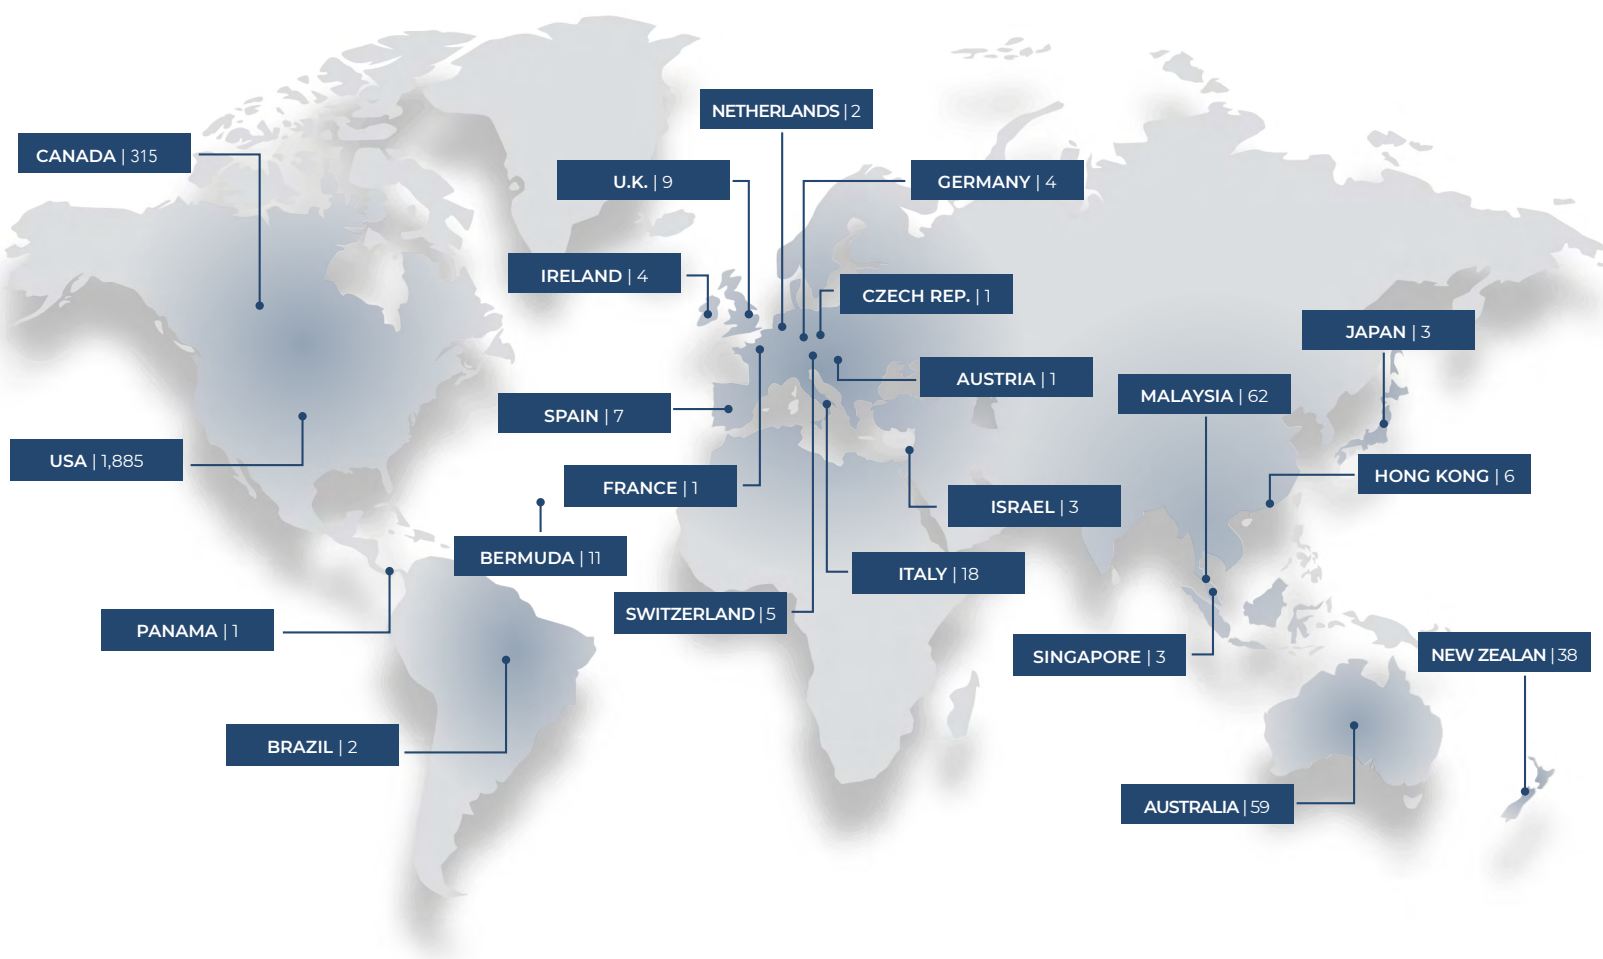 NETHERLANDS | 2
CANADA | 315
U.K. | 9
GERMANY | 4
IRELAND | 4
CZECH REP. | 1
JAPAN | 3
AUSTRIA | 1
MALAYSIA | 62
SPAIN | 7
USA | 1,885
HONG KONG | 6
FRANCE | 1
ISRAEL | 3
BERMUDA | 11
ITALY | 18
SWITZERLAND | 5
PANAMA | 1
SINGAPORE | 3
NEW ZEALAN | 38
BRAZIL | 2
AUSTRALIA | 59